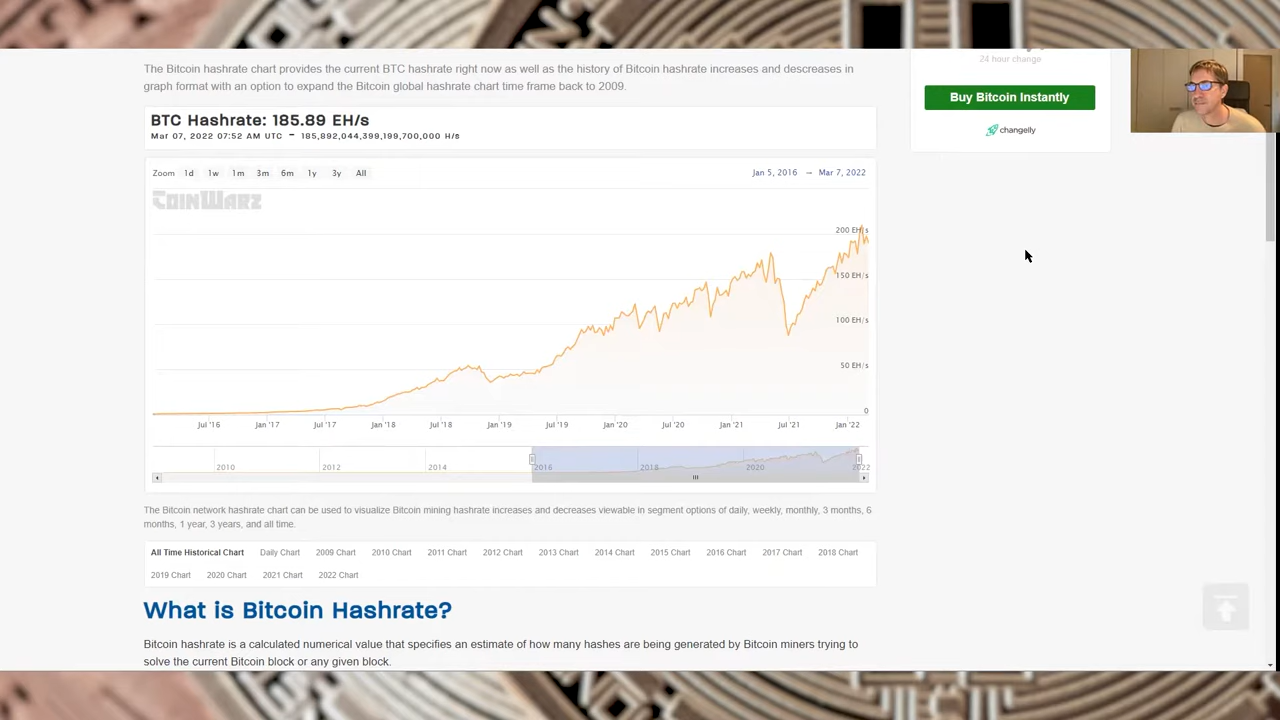 The Bitcoin hashrate chart provides the current BTC hashrate right now as well as the history of Bitcoin hashrate increases and descreases in
graph format with an option to expand the Bitcoin global hashrate chart time frame back to 2009.
24 hour change
Buy Bitcoin Instantly
changelly
BTC Hashrate: 185.89 EH/s
Mar 07, 2022 07:52 AM UTC - 185,892,044,399,199,700,000 H/s
Zoom 1d 1w 1m 3m 6m 1y 3y All
Jan 5, 2016 → Mar 7, 2022
CoinWarz
200 EH/s
150 EH/s
100 EH/s
50 EH/s
0
Jul '16 Jan '17 Jul '17 Jan '18 Jul '18 Jan '19 Jul '19 Jan '20 Jul '20 Jan '21 Jul '21 Jan '22
2010 2012 2014 2016 2018 2020 2022
The Bitcoin network hashrate chart can be used to visualize Bitcoin mining hashrate increases and decreases viewable in segment options of daily, weekly, monthly, 3 months, 6
months, 1 year, 3 years, and all time.
All Time Historical Chart Daily Chart 2009 Chart 2010 Chart 2011 Chart 2012 Chart 2013 Chart 2014 Chart 2015 Chart 2016 Chart 2017 Chart 2018 Chart
2019 Chart 2020 Chart 2021 Chart 2022 Chart
What is Bitcoin Hashrate?
Bitcoin hashrate is a calculated numerical value that specifies an estimate of how many hashes are being generated by Bitcoin miners trying to
solve the current Bitcoin block or any given block.